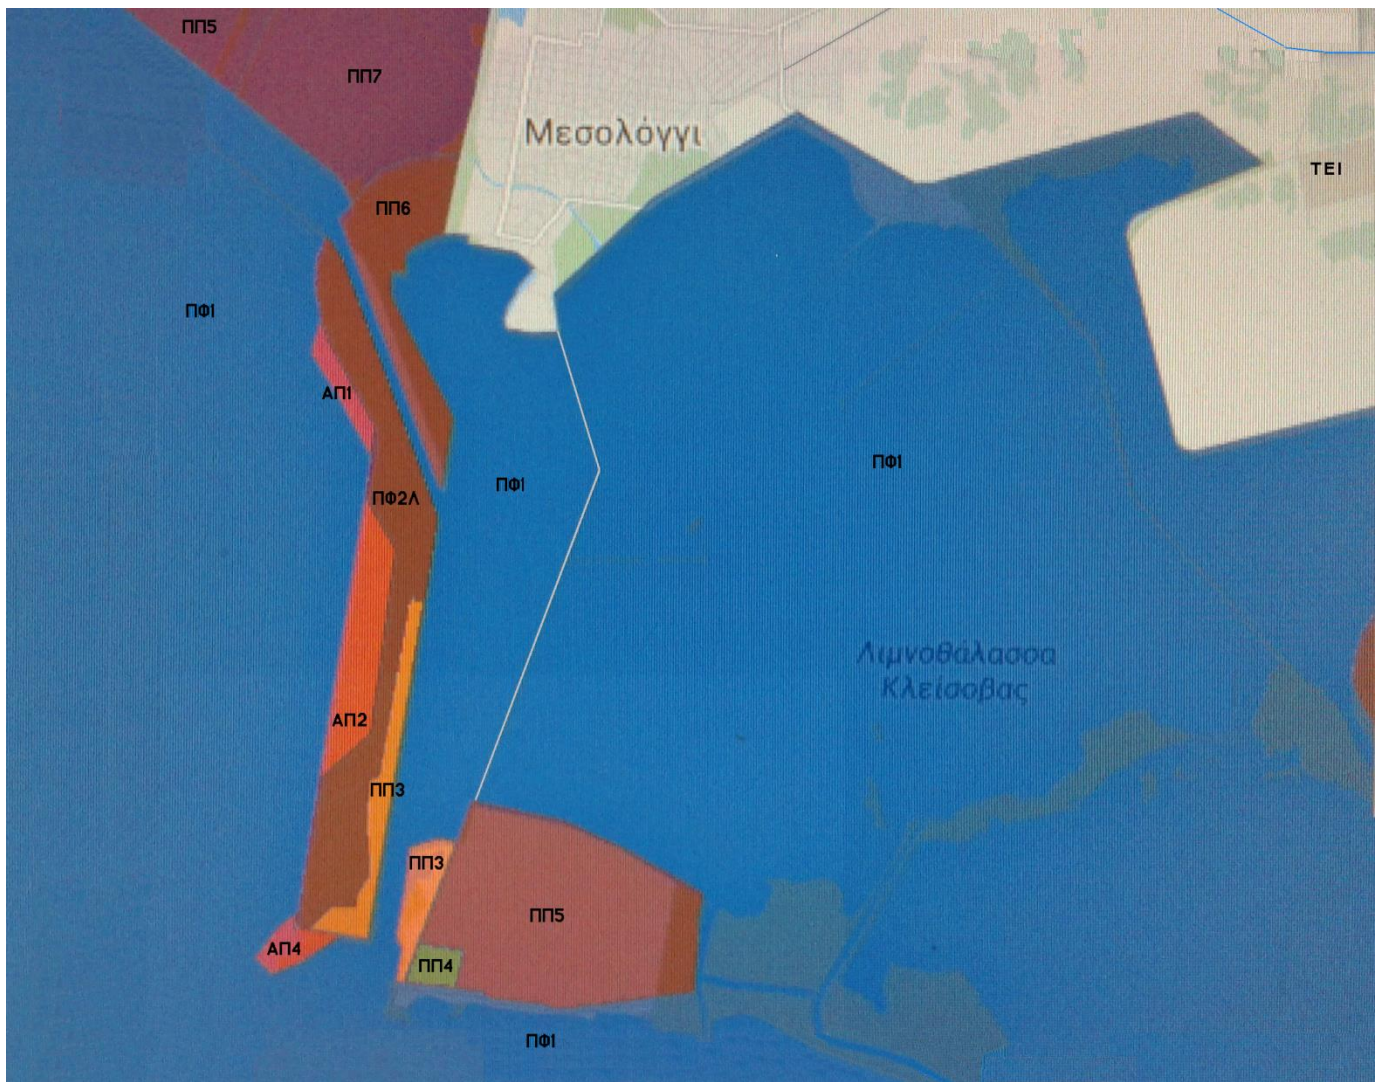 ΠΠ5
ΠΠ7
Μεσολόγγι
ΤΕΙ
ΠΠ6
ΠΦ1
ΑΠ1
ΠΦ1
ΠΦ1
ΠΦ2Λ
Λιμνοθάλασσα
Κλείσοβας
ΑΠ2
ΠΠ3
ΠΠ3
ΠΠ5
ΑΠ4
ΠΠ4
ΠΦ1